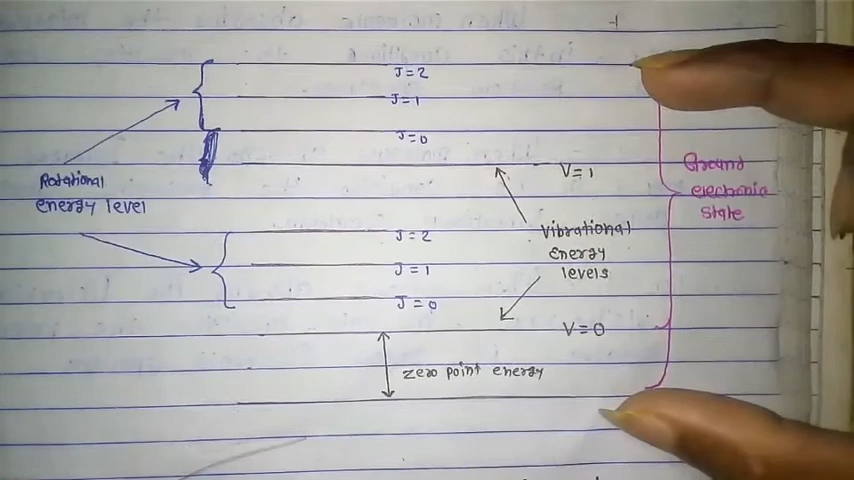 J=2
J=1
J=0
V=1
Rotational
energy level
Ground
electronic
state
J=2
Vibrational
energy
levels
J=1
J=0
V=0
zero point energy